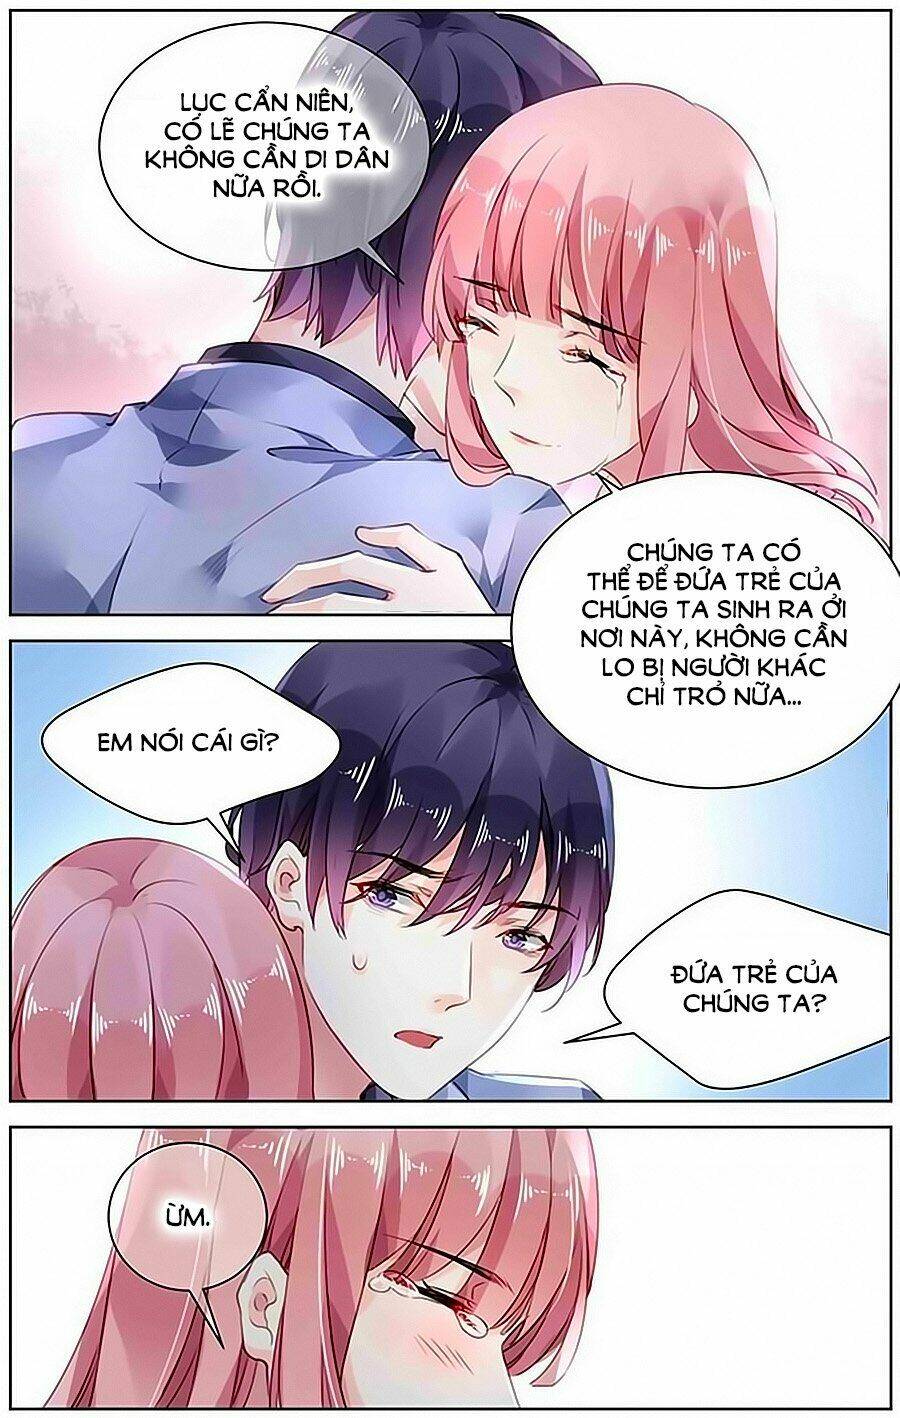 LỤC CẨN NIÊN,
CÓ LẼ CHÚNG TA
KHÔNG CẦN DI DÂN
NỮA RỒI.
CHÚNG TA CÓ
THỂ ĐỂ ĐỨA TRẺ CỦA
CHÚNG TA SINH RA ỞI
NƠI NÀY, KHÔNG CẦN
LO BỊ NGƯỜI KHÁC
CHỈ TRỎ NỮA...
EM NÓI CÁI GÌ?
ĐỨA TRẺ CỦA
CHÚNG TA?
ỪM.